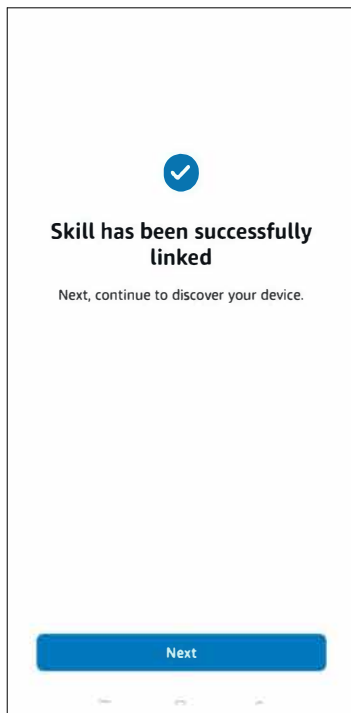 Skill has been successfully
linked
Next, continue to discover your device.
Next